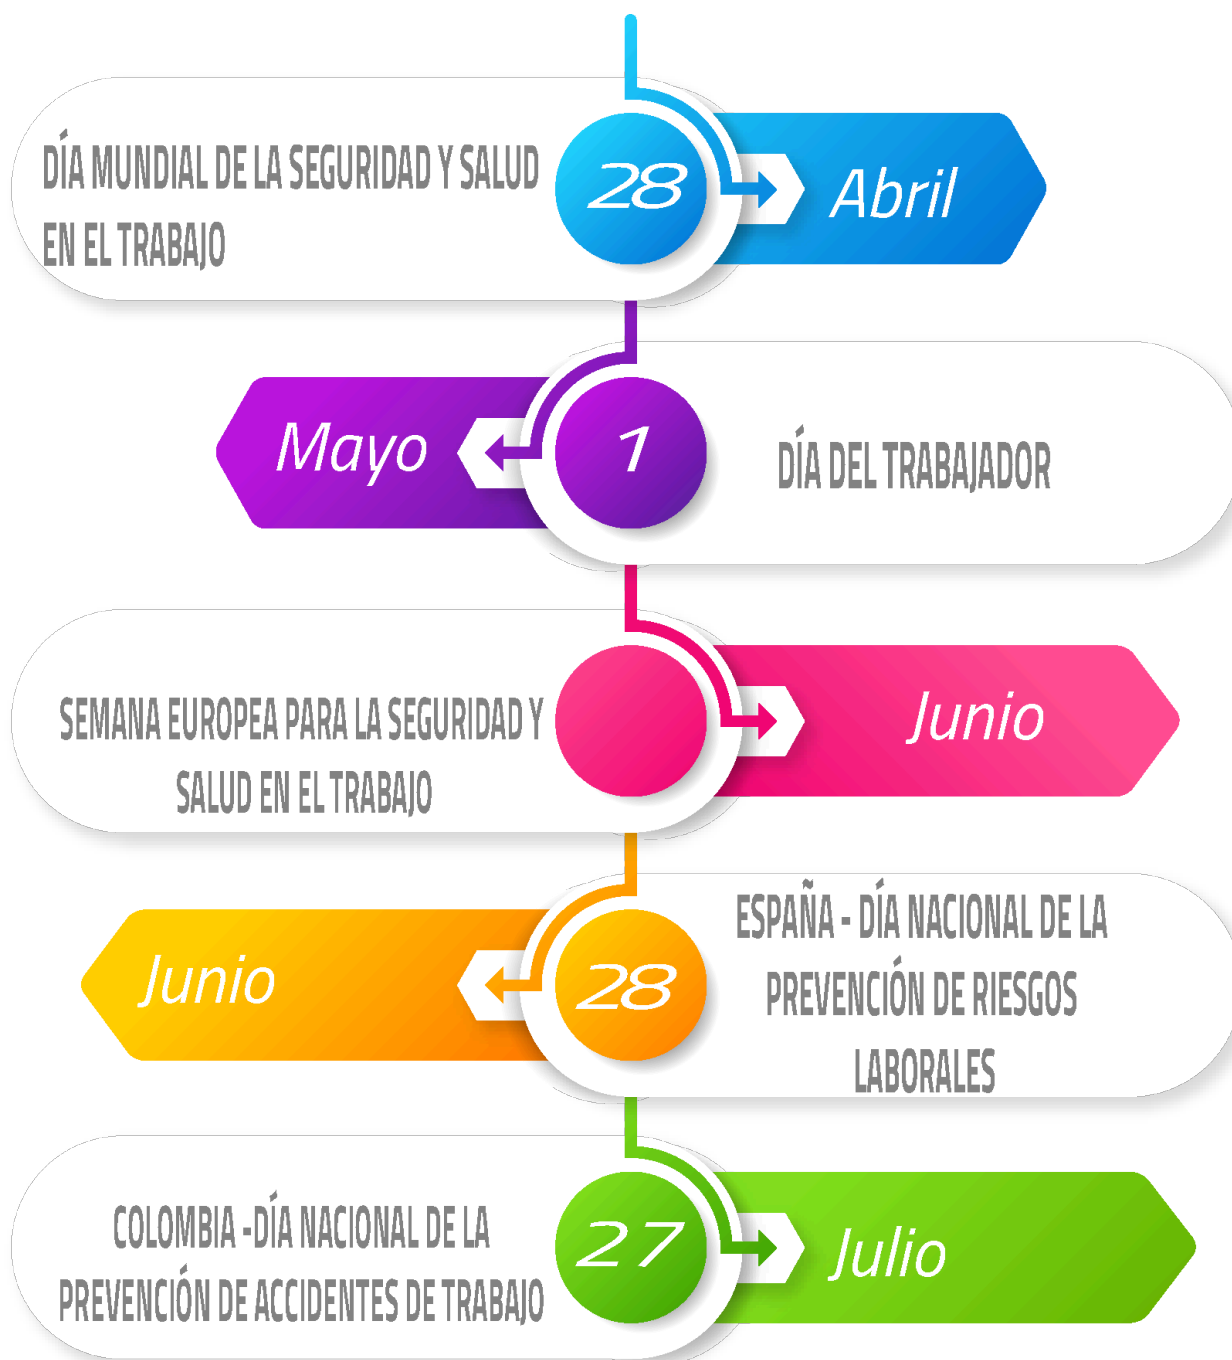 DÍA MUNDIAL DE LA SEGURIDAD Y SALUD
EN EL TRABAJO
28
Abril
Mayo
1
DÍA DEL TRABAJADOR
SEMANA EUROPEA PARA LA SEGURIDAD Y
SALUD EN EL TRABAJO
Junio
Junio
28
ESPAÑA - DÍA NACIONAL DE LA
PREVENCIÓN DE RIESGOS
LABORALES
COLOMBIA -DÍA NACIONAL DE LA
PREVENCIÓN DE ACCIDENTES DE TRABAJO
27
Julio